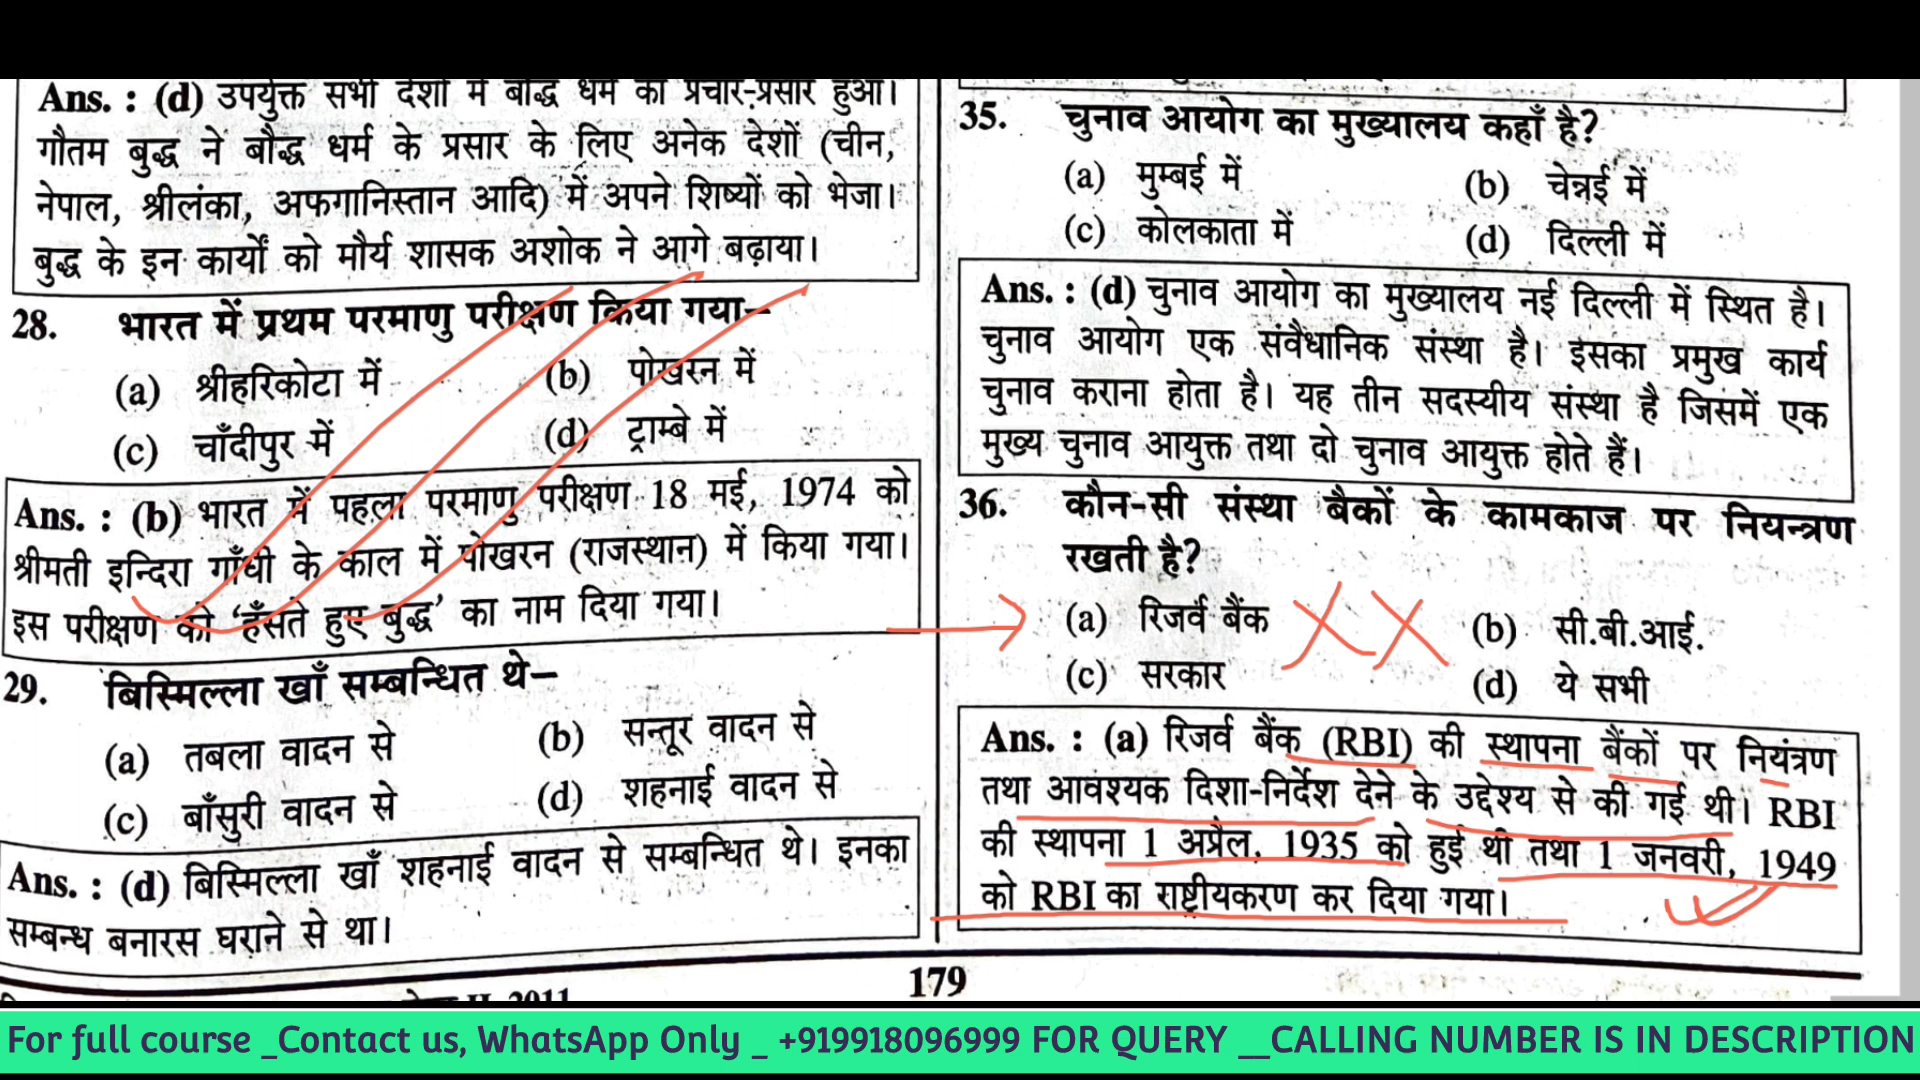 Ans. : (d) उपर्युक्त सभी देशों में बौद्ध धर्म का प्रचार-प्रसार हुआ।
गौतम बुद्ध ने बौद्ध धर्म के प्रसार के लिए अनेक देशों (चीन,
नेपाल, श्रीलंका, अफगानिस्तान आदि) में अपने शिष्यों को भेजा।
बुद्ध के इन कार्यों को मौर्य शासक अशोक ने आगे बढ़ाया।
28. भारत में प्रथम परमाणु परीक्षण किया गया–
(a) श्रीहरिकोटा में (b) पोखरन में
(c) चाँदीपुर में (d) ट्राम्बे में
Ans. : (b) भारत में पहला परमाणु परीक्षण 18 मई, 1974 को
श्रीमती इन्दिरा गाँधी के काल में पोखरन (राजस्थान) में किया गया।
इस परीक्षण को ‘हँसते हुए बुद्ध’ का नाम दिया गया।
29. बिस्मिल्ला खाँ सम्बन्धित थे–
(a) तबला वादन से (b) सन्तूर वादन से
(c) बाँसुरी वादन से (d) शहनाई वादन से
Ans. : (d) बिस्मिल्ला खाँ शहनाई वादन से सम्बन्धित थे। इनका
सम्बन्ध बनारस घराने से था।
35. चुनाव आयोग का मुख्यालय कहाँ है?
(a) मुम्बई में (b) चेन्नई में
(c) कोलकाता में (d) दिल्ली में
Ans. : (d) चुनाव आयोग का मुख्यालय नई दिल्ली में स्थित है।
चुनाव आयोग एक संवैधानिक संस्था है। इसका प्रमुख कार्य
चुनाव कराना होता है। यह तीन सदस्यीय संस्था है जिसमें एक
मुख्य चुनाव आयुक्त तथा दो चुनाव आयुक्त होते हैं।
36. कौन-सी संस्था बैकों के कामकाज पर नियन्त्रण
रखती है?
(a) रिजर्व बैंक (b) सी.बी.आई.
(c) सरकार (d) ये सभी
Ans. : (a) रिजर्व बैंक (RBI) की स्थापना बैंकों पर नियंत्रण
तथा आवश्यक दिशा-निर्देश देने के उद्देश्य से की गई थी। RBI
की स्थापना 1 अप्रैल, 1935 को हुई थी तथा 1 जनवरी, 1949
को RBI का राष्ट्रीयकरण कर दिया गया।
179
II, 2011
For full course _Contact us, WhatsApp Only _ +919918096999 FOR QUERY __CALLING NUMBER IS IN DESCRIPTION